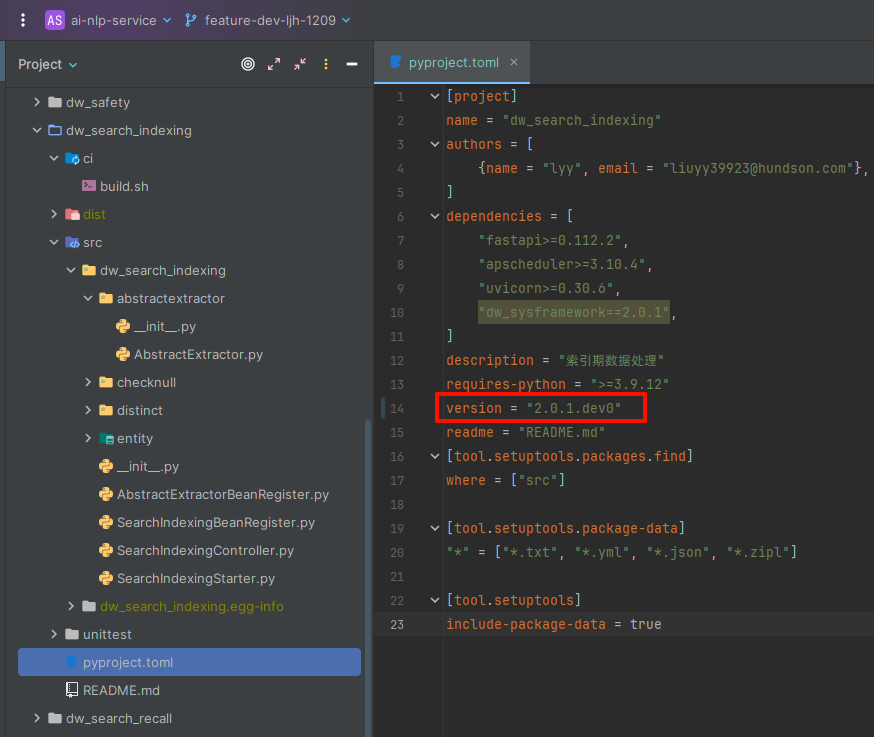 AS ai-nlp-service feature-dev-ljh-1209
Project
dw_safety
dw_search_indexing
ci
build.sh
dist
src
dw_search_indexing
abstractextractor
__init__.py
AbstractExtractor.py
checknull
distinct
entity
__init__.py
AbstractExtractorBeanRegister.py
SearchIndexingBeanRegister.py
SearchIndexingController.py
SearchIndexingStarter.py
dw_search_indexing.egg-info
unittest
pyproject.toml
README.md
dw_search_recall
pyproject.toml
1 [project]
2 name = "dw_search_indexing"
3 authors = [
4 {name = "lyy", email = "liuyy39923@hundson.com"},
5 ]
6 dependencies = [
7 "fastapi>=0.112.2",
8 "apscheduler>=3.10.4",
9 "uvicorn>=0.30.6",
10 "dw_sysframework==2.0.1",
11 ]
12 description = "索引期数据处理"
13 requires-python = ">=3.9.12"
14 version = "2.0.1.dev0"
15 readme = "README.md"
16 [tool.setuptools.packages.find]
17 where = ["src"]
18
19 [tool.setuptools.package-data]
20 "*" = ["*.txt", "*.yml", "*.json", "*.zipl"]
21
22 [tool.setuptools]
23 include-package-data = true